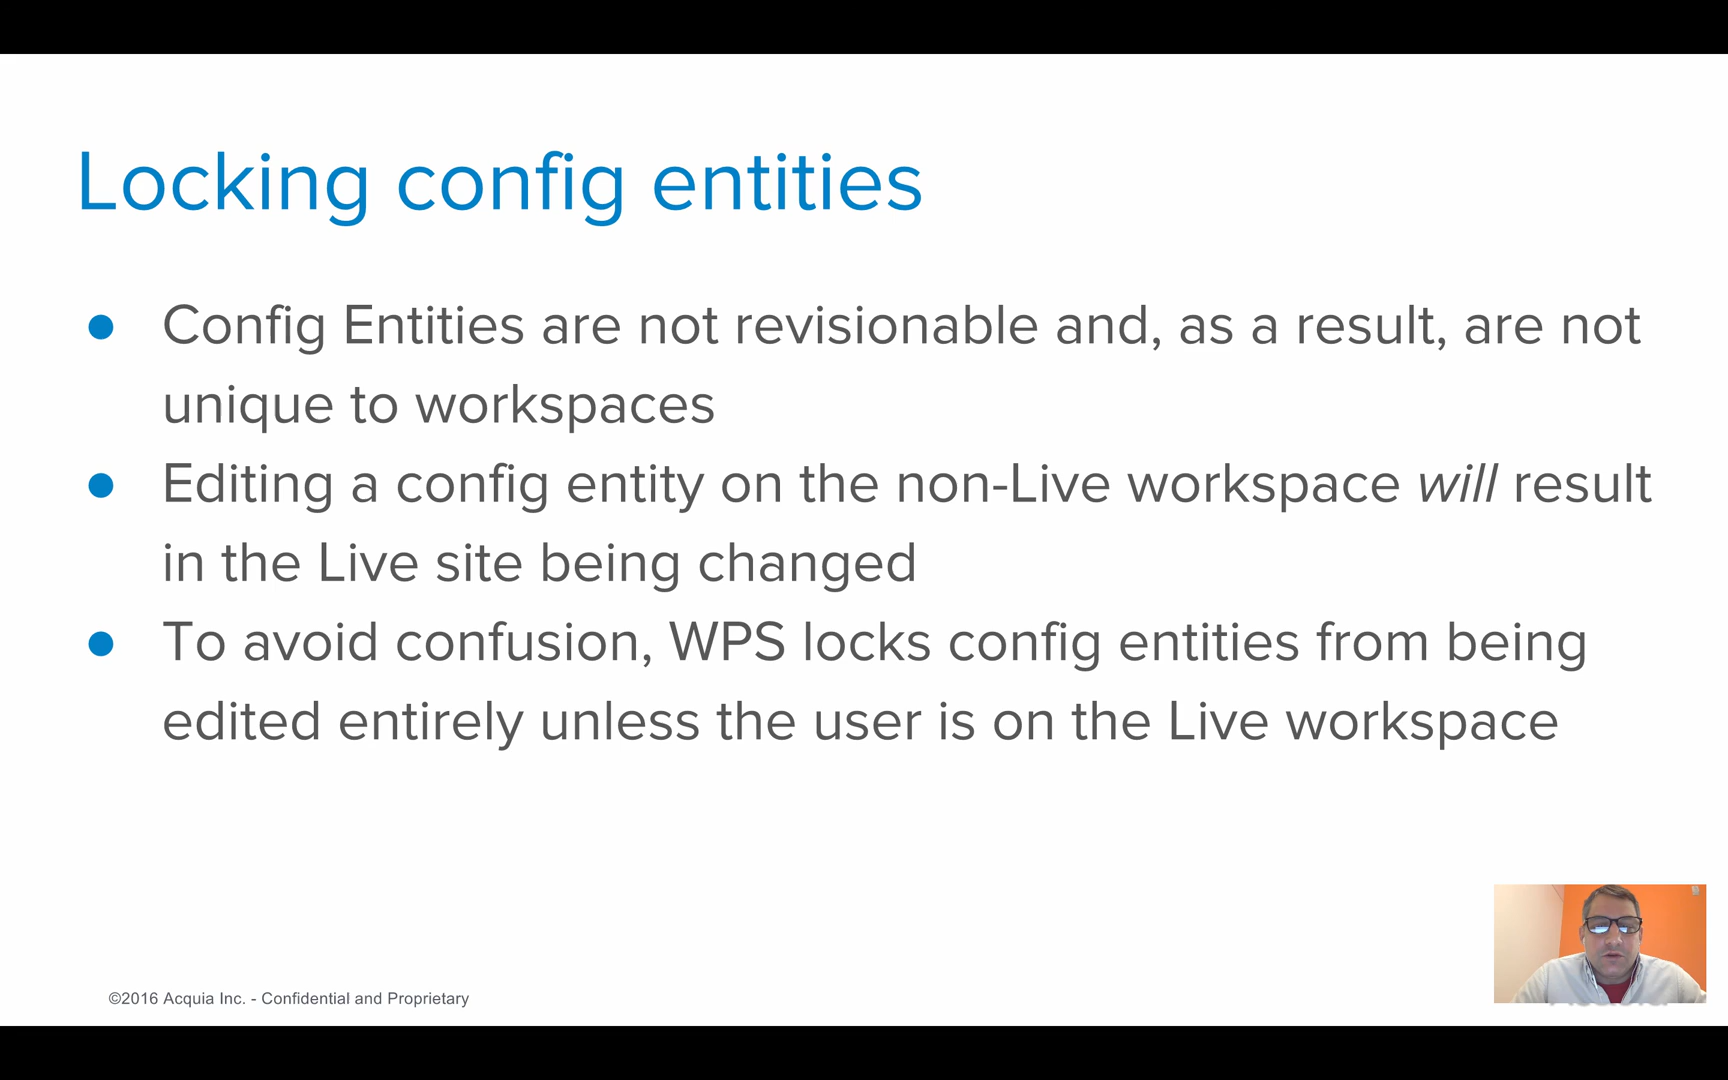 Locking config entities
● Config Entities are not revisionable and, as a result, are not
unique to workspaces
● Editing a config entity on the non-Live workspace will result
in the Live site being changed
● To avoid confusion, WPS locks config entities from being
edited entirely unless the user is on the Live workspace
©2016 Acquia Inc. - Confidential and Proprietary